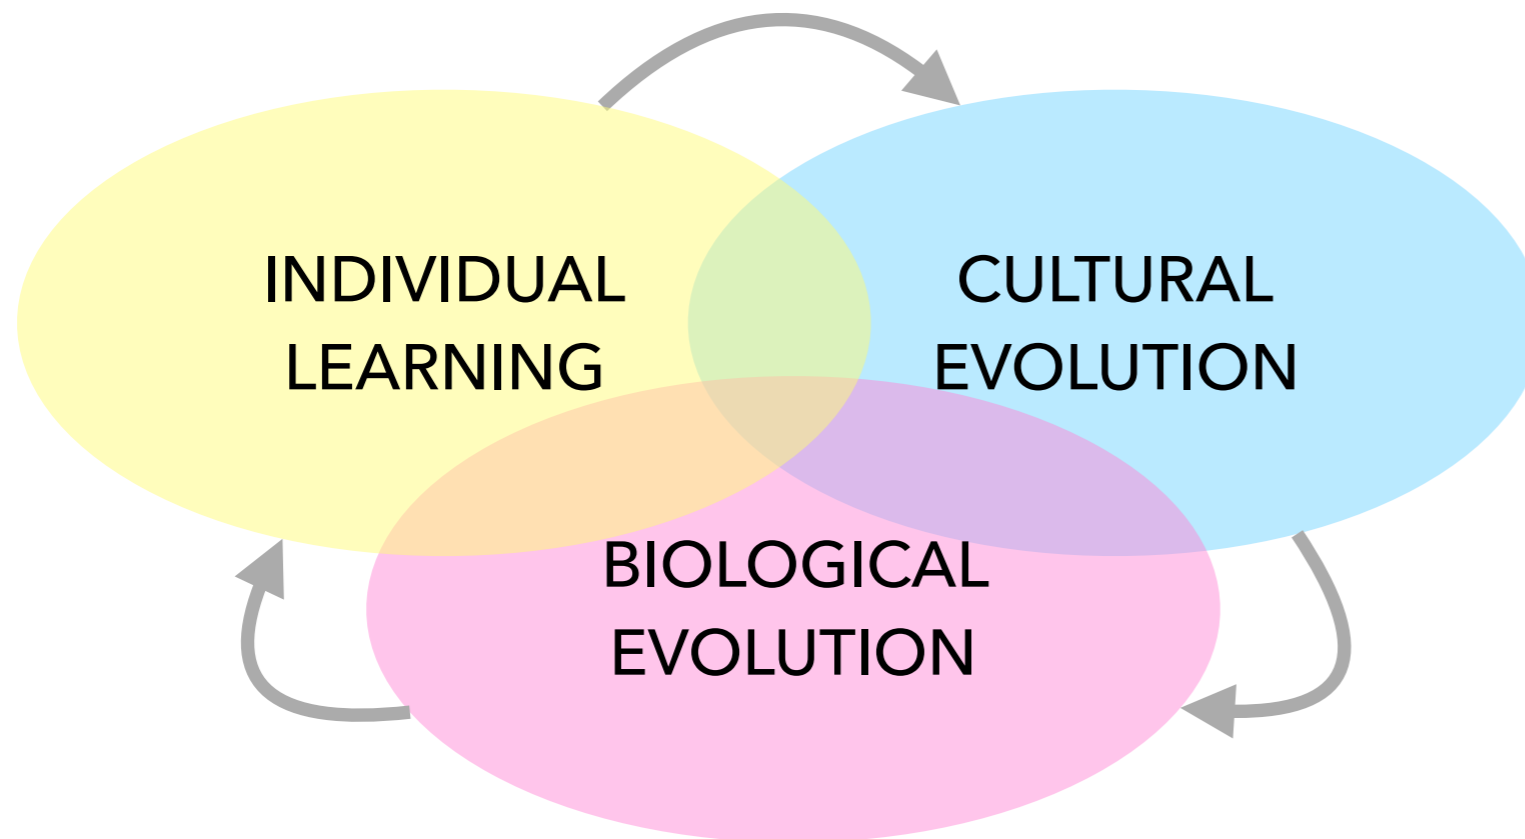 INDIVIDUAL
LEARNING
CULTURAL
EVOLUTION
BIOLOGICAL
EVOLUTION